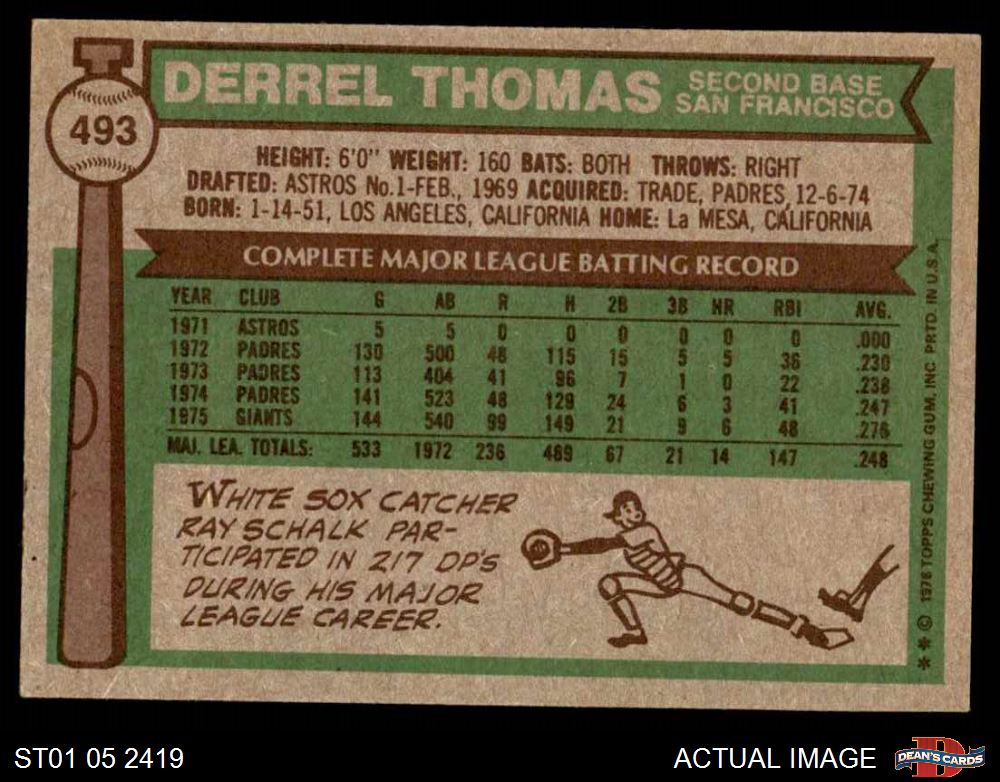 493
DERREL THOMAS SECOND BASE
SAN FRANCISCO
HEIGHT: 6'0" WEIGHT: 160 BATS: BOTH THROWS: RIGHT
DRAFTED: ASTROS No.1-FEB., 1969 ACQUIRED: TRADE, PADRES, 12-6-74
BORN: 1-14-51, LOS ANGELES, CALIFORNIA HOME: La MESA, CALIFORNIA
COMPLETE MAJOR LEAGUE BATTING RECORD
YEAR CLUB G AB R H 2B 3B HR RBI AVG.
1971 ASTROS 5 5 0 0 0 0 0 0 .000
1972 PADRES 130 500 48 115 15 5 5 36 .230
1973 PADRES 113 404 41 96 7 1 0 22 .238
1974 PADRES 141 523 48 129 24 6 3 41 .247
1975 GIANTS 144 540 99 149 21 9 6 48 .276
MAJ. LEA. TOTALS: 533 1972 236 489 67 21 14 147 .248
WHITE SOX CATCHER
RAY SCHALK PAR-
TICIPATED IN 217 DP'S
DURING HIS MAJOR
LEAGUE CAREER.
* * © 1976 TOPPS CHEWING GUM, INC PRTD. IN U.S.A.
ST01 05 2419
ACTUAL IMAGE
D
DEAN'S CARDS